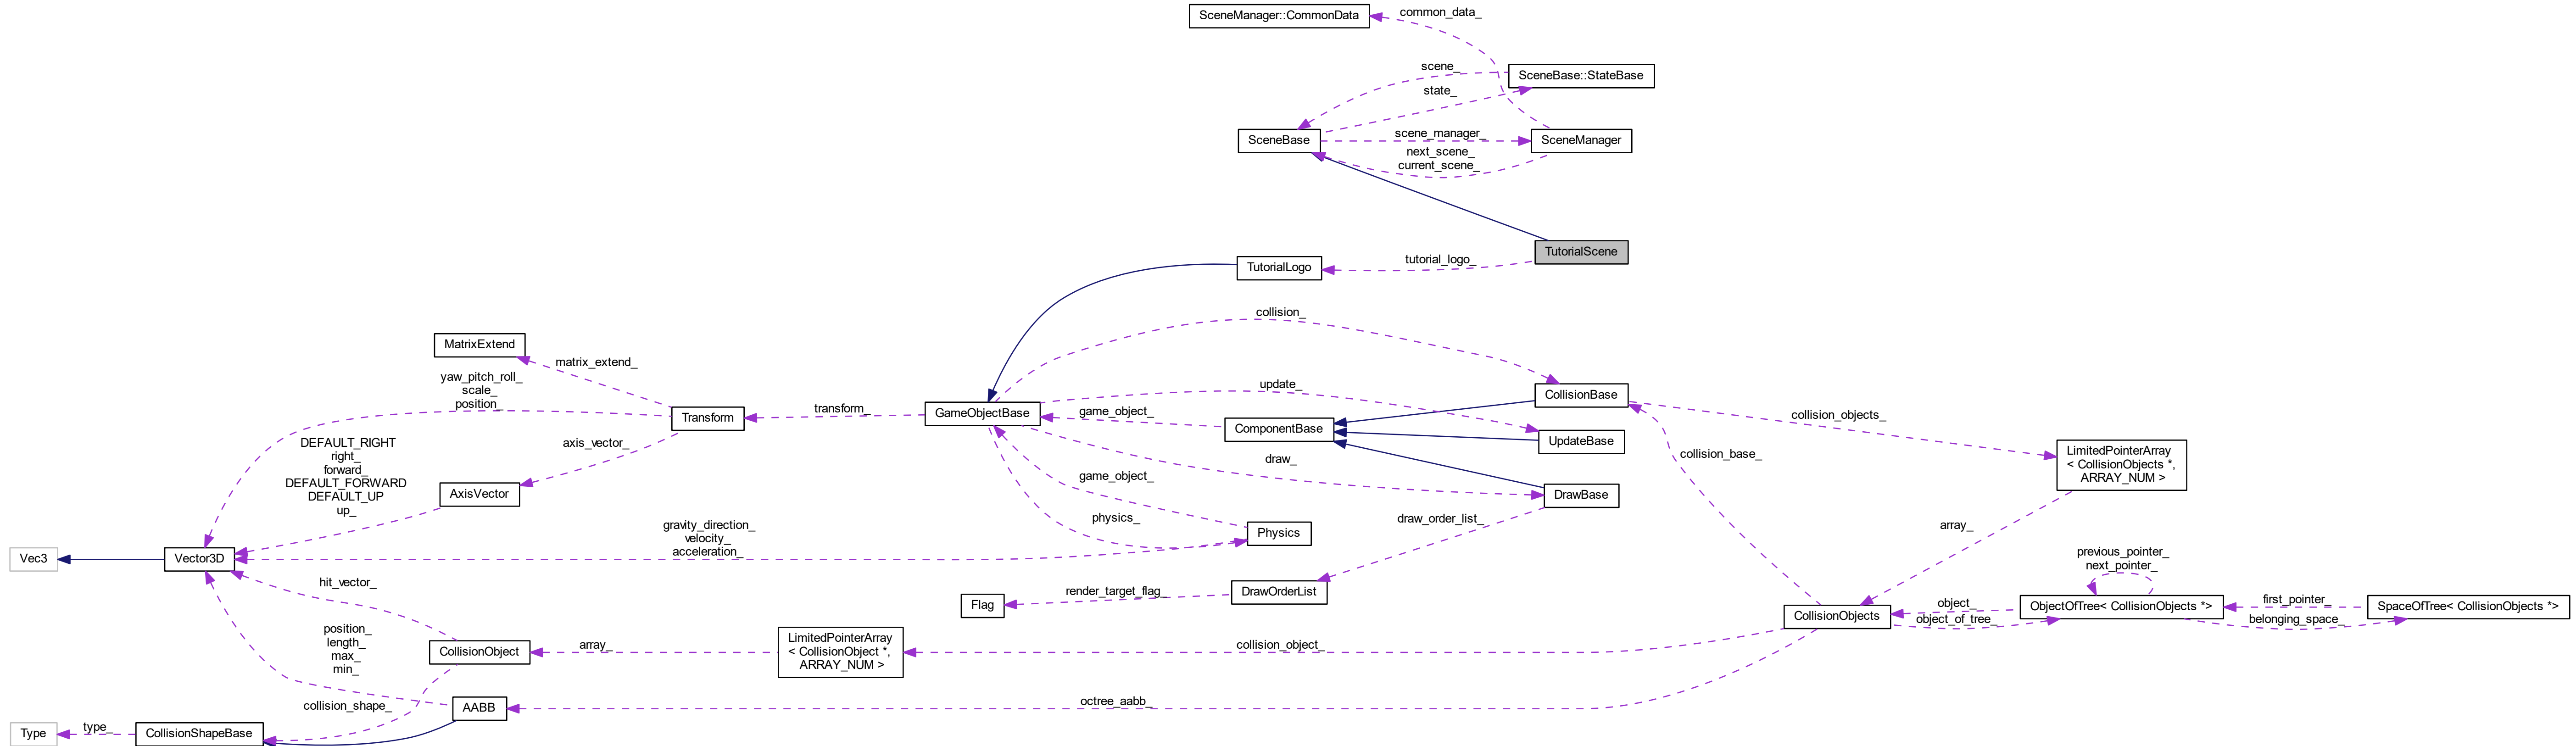 SceneManager::CommonData
common_data_
scene_
SceneBase::StateBase
state_
SceneBase
scene_manager_
SceneManager
next_scene_
current_scene_
TutorialScene
tutorial_logo_
TutorialLogo
collision_
MatrixExtend
matrix_extend_
yaw_pitch_roll_
scale_
position_
update_
CollisionBase
GameObjectBase
transform_
Transform
game_object_
ComponentBase
collision_objects_
UpdateBase
DEFAULT_RIGHT
right_
forward_
DEFAULT_FORWARD
DEFAULT_UP
up_
axis_vector_
AxisVector
draw_
collision_base_
LimitedPointerArray
< CollisionObjects *,
ARRAY_NUM >
game_object_
DrawBase
physics_
draw_order_list_
Physics
array_
gravity_direction_
velocity_
acceleration_
Vec3
Vector3D
previous_pointer_
next_pointer_
hit_vector_
render_target_flag_
DrawOrderList
Flag
object_
object_of_tree_
CollisionObjects
ObjectOfTree< CollisionObjects *>
first_pointer_
belonging_space_
SpaceOfTree< CollisionObjects *>
position_
length_
max_
min_
CollisionObject
array_
LimitedPointerArray
< CollisionObject *,
ARRAY_NUM >
collision_object_
collision_shape_
AABB
octree_aabb_
Type
type_
CollisionShapeBase